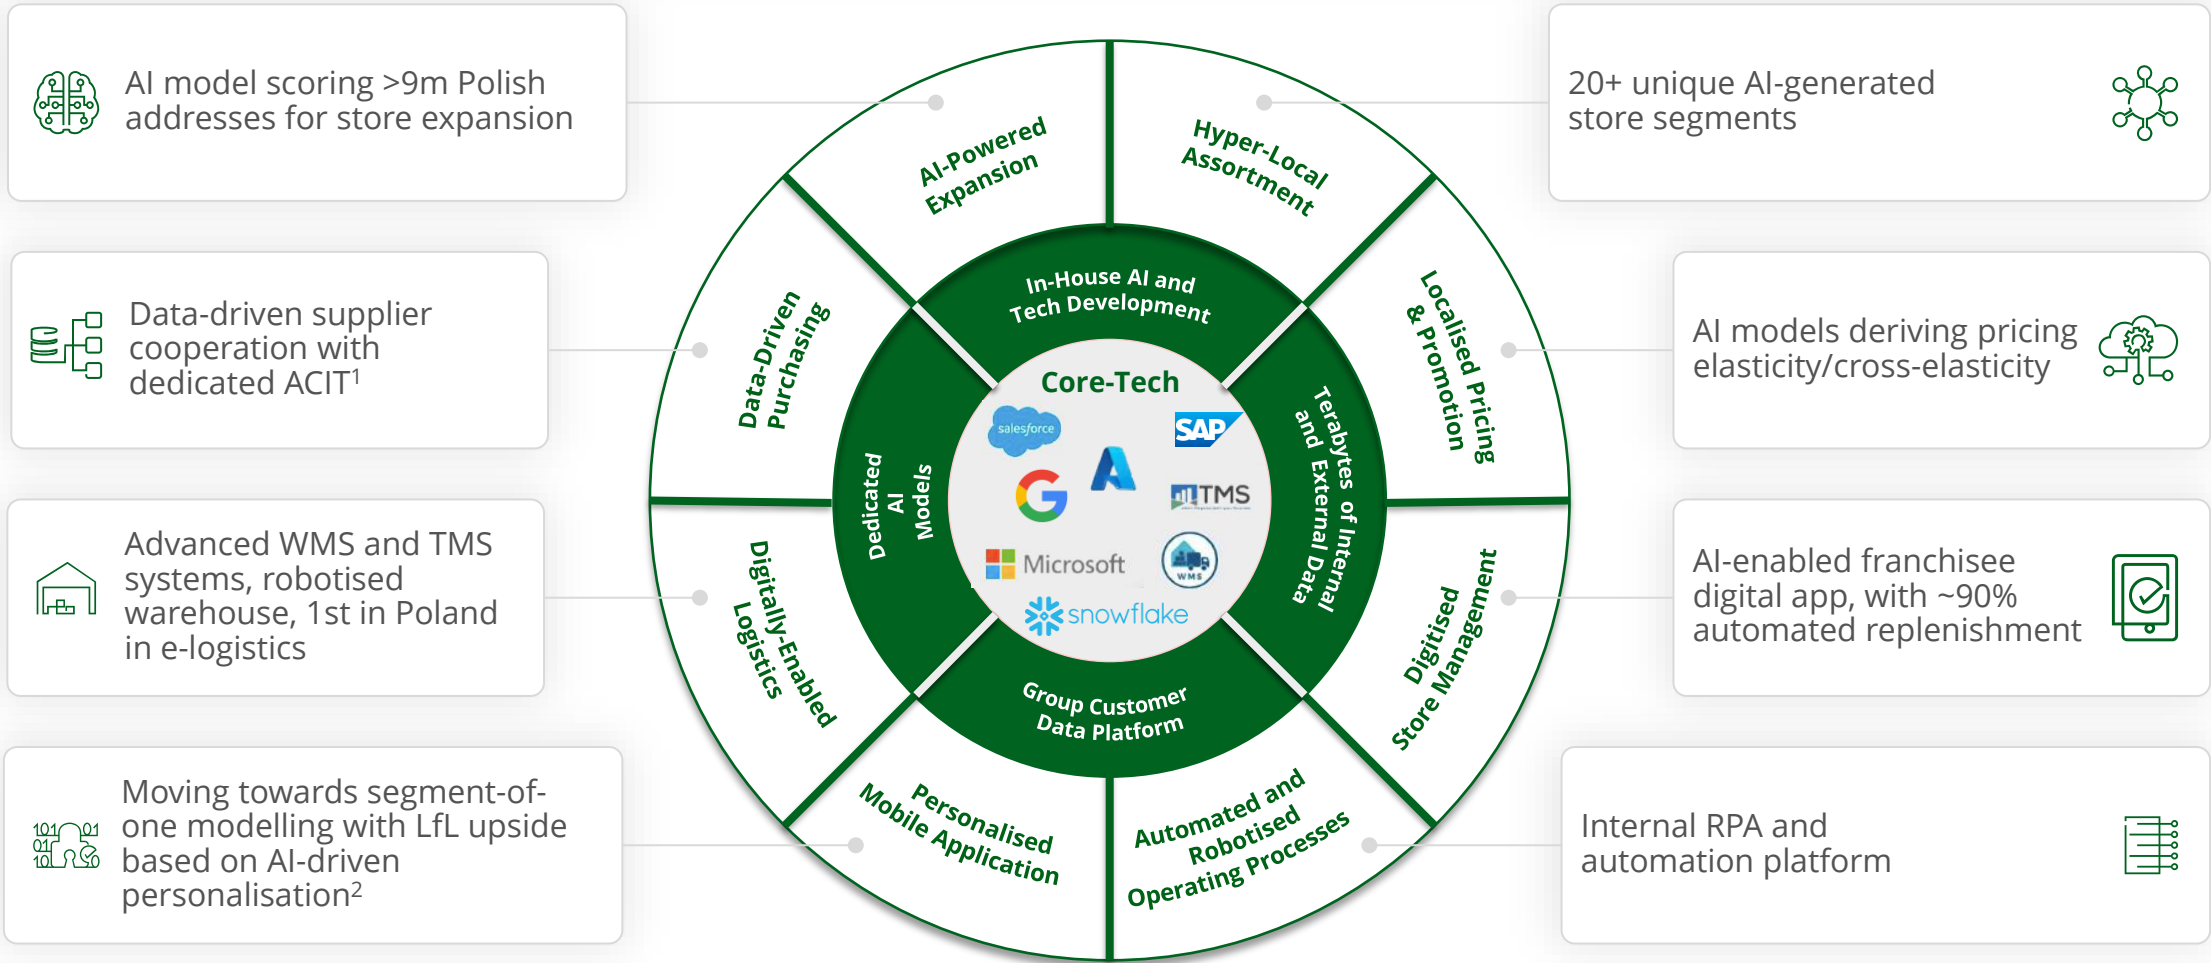 AI model scoring >9m Polish
addresses for store expansion
Data-driven supplier
cooperation with
dedicated ACIT¹
Advanced WMS and TMS
systems, robotised
warehouse, 1st in Poland
in e-logistics
Moving towards segment-of-
one modelling with LfL upside
based on AI-driven
personalisation²
AI-Powered
Expansion
Hyper-Local
Assortment
Localised Pricing
& Promotion
Digitised
Store Management
Automated and
Robotised
Operating Processes
Personalised
Mobile Application
Digitally-Enabled
Logistics
Data-Driven
Purchasing
In-House AI and
Tech Development
Terabytes of Internal
and External Data
Group Customer
Data Platform
Dedicated
AI
Models
Core-Tech
salesforce
SAP
TMS
Microsoft
WMS
snowflake
20+ unique AI-generated
store segments
AI models deriving pricing
elasticity/cross-elasticity
AI-enabled franchisee
digital app, with ~90%
automated replenishment
Internal RPA and
automation platform
101 01
01
10